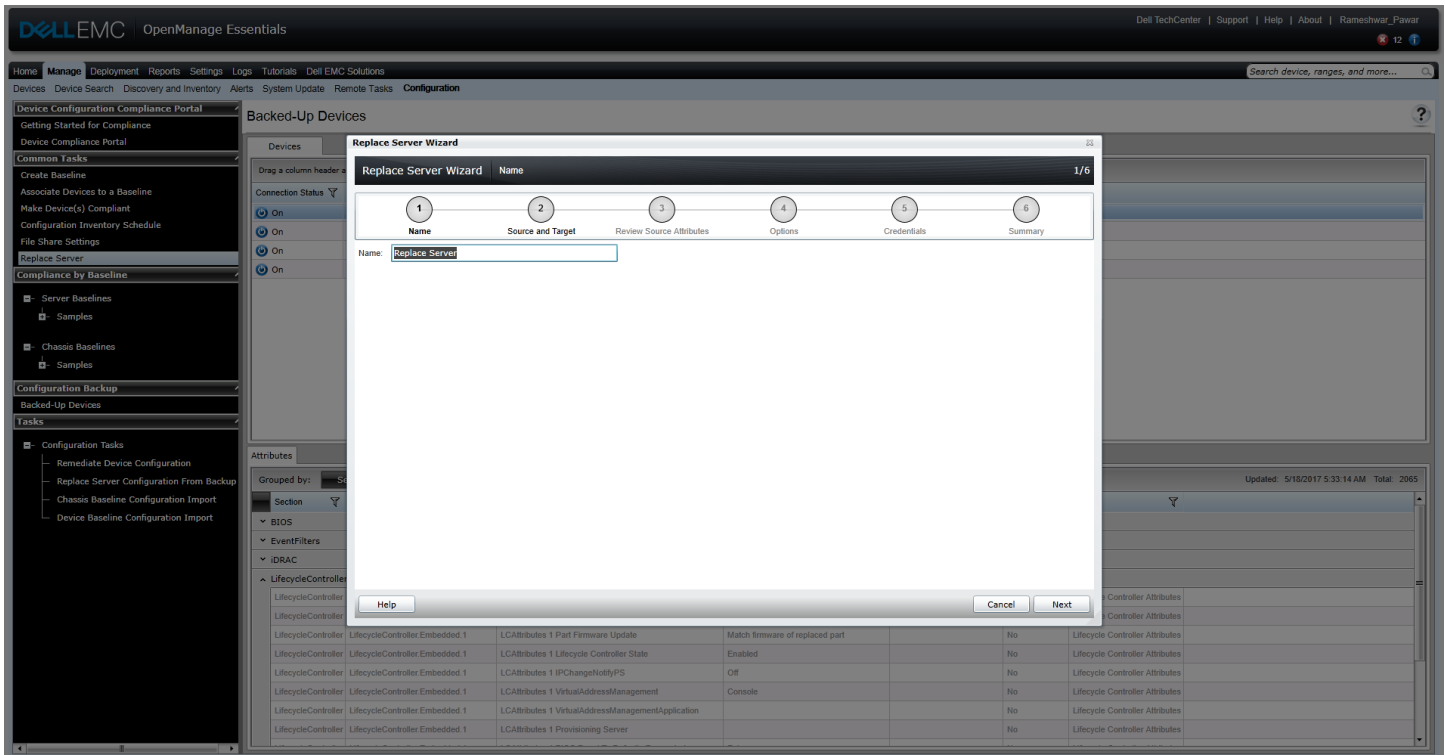 DELLEMC OpenManage Essentials
Dell TechCenter | Support | Help | About | Rameshwar_Pawar
12
Home Manage Deployment Reports Settings Logs Tutorials Dell EMC Solutions
Search device, ranges, and more...
Devices Device Search Discovery and Inventory Alerts System Update Remote Tasks Configuration
Device Configuration Compliance Portal
Getting Started for Compliance
Device Compliance Portal
Common Tasks
Create Baseline
Associate Devices to a Baseline
Make Device(s) Compliant
Configuration Inventory Schedule
File Share Settings
Replace Server
Compliance by Baseline
Server Baselines
Samples
Chassis Baselines
Samples
Configuration Backup
Backed-Up Devices
Tasks
Configuration Tasks
Remediate Device Configuration
Replace Server Configuration From Backup
Chassis Baseline Configuration Import
Device Baseline Configuration Import
Backed-Up Devices
?
Devices
Drag a column header a
Connection Status
On
On
On
On
Replace Server Wizard
Replace Server Wizard Name 1/6
1 2 3 4 5 6
Name Source and Target Review Source Attributes Options Credentials Summary
Name: Replace Server
Help Cancel Next
Attributes
Grouped by: Se
Updated: 5/18/2017 5:33:14 AM Total: 2065
Section
BIOS
EventFilters
iDRAC
LifecycleController
LifecycleController Controller Attributes
LifecycleController Controller Attributes
LifecycleController LifecycleController.Embedded.1 LCAttributes 1 Part Firmware Update Match firmware of replaced part No Lifecycle Controller Attributes
LifecycleController LifecycleController.Embedded.1 LCAttributes 1 Lifecycle Controller State Enabled No Lifecycle Controller Attributes
LifecycleController LifecycleController.Embedded.1 LCAttributes 1 IPChangeNotifyPS Off No Lifecycle Controller Attributes
LifecycleController LifecycleController.Embedded.1 LCAttributes 1 VirtualAddressManagement Console No Lifecycle Controller Attributes
LifecycleController LifecycleController.Embedded.1 LCAttributes 1 VirtualAddressManagementApplication No Lifecycle Controller Attributes
LifecycleController LifecycleController.Embedded.1 LCAttributes 1 Provisioning Server No Lifecycle Controller Attributes